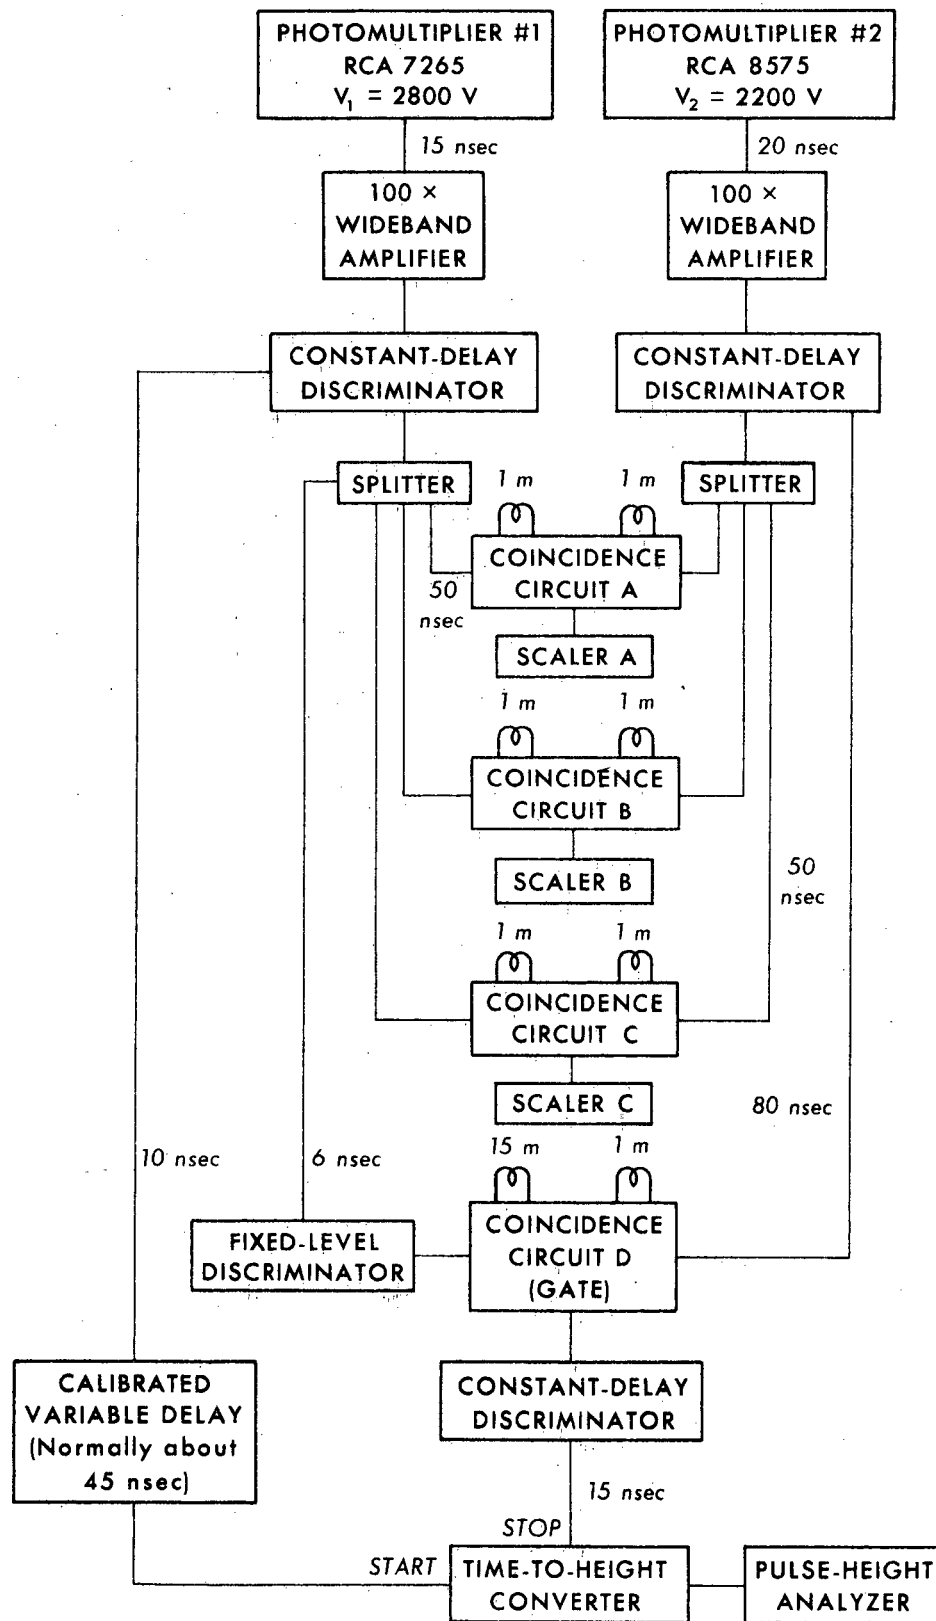 PHOTOMULTIPLIER #1
RCA 7265
V₁ = 2800 V
PHOTOMULTIPLIER #2
RCA 8575
V₂ = 2200 V
15 nsec
20 nsec
100 ×
WIDEBAND
AMPLIFIER
100 ×
WIDEBAND
AMPLIFIER
CONSTANT-DELAY
DISCRIMINATOR
CONSTANT-DELAY
DISCRIMINATOR
SPLITTER
1 m
1 m
SPLITTER
COINCIDENCE
CIRCUIT A
50
nsec
SCALER A
1 m
1 m
COINCIDENCE
CIRCUIT B
SCALER B
50
nsec
1 m
1 m
COINCIDENCE
CIRCUIT C
SCALER C
80 nsec
10 nsec
6 nsec
15 m
1 m
FIXED-LEVEL
DISCRIMINATOR
COINCIDENCE
CIRCUIT D
(GATE)
CALIBRATED
VARIABLE DELAY
(Normally about
45 nsec)
CONSTANT-DELAY
DISCRIMINATOR
15 nsec
STOP
START
TIME-TO-HEIGHT
CONVERTER
PULSE-HEIGHT
ANALYZER